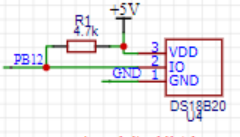 +5V
R1
4.7k
PB12
3 VDD
2 IO
GND 1 GND
DS18B20
U4